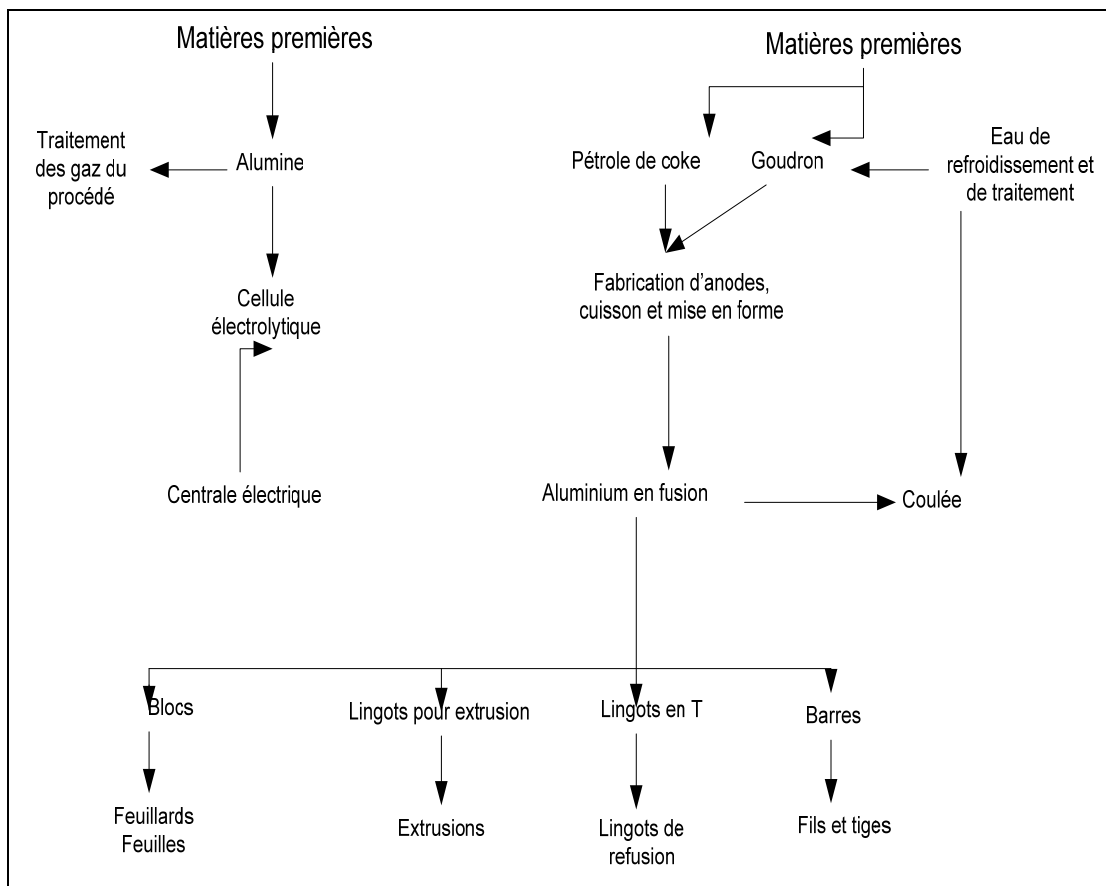 Matières premières
Matières premières
Traitement
des gaz du
procédé
Alumine
Pétrole de coke
Goudron
Eau de
refroidissement et
de traitement
Cellule
électrolytique
Fabrication d'anodes,
cuisson et mise en forme
Centrale électrique
Aluminium en fusion
Coulée
Blocs
Lingots pour extrusion
Lingots en T
Barres
Feuillards
Feuilles
Extrusions
Lingots de
refusion
Fils et tiges